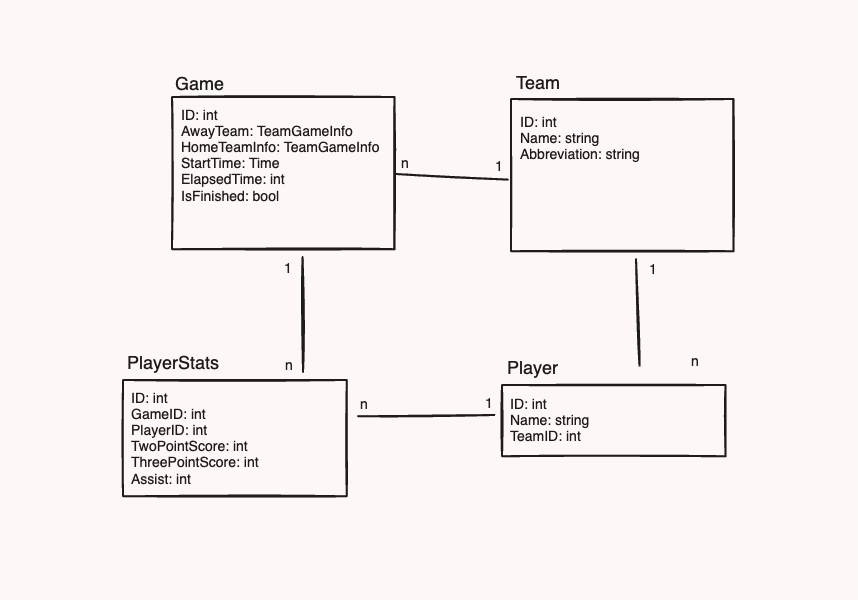 Game
ID: int
AwayTeam: TeamGameInfo
HomeTeamInfo: TeamGameInfo
StartTime: Time
ElapsedTime: int
IsFinished: bool
n
1
Team
ID: int
Name: string
Abbreviation: string
1
n
1
n
PlayerStats
ID: int
GameID: int
PlayerID: int
TwoPointScore: int
ThreePointScore: int
Assist: int
n
1
Player
ID: int
Name: string
TeamID: int